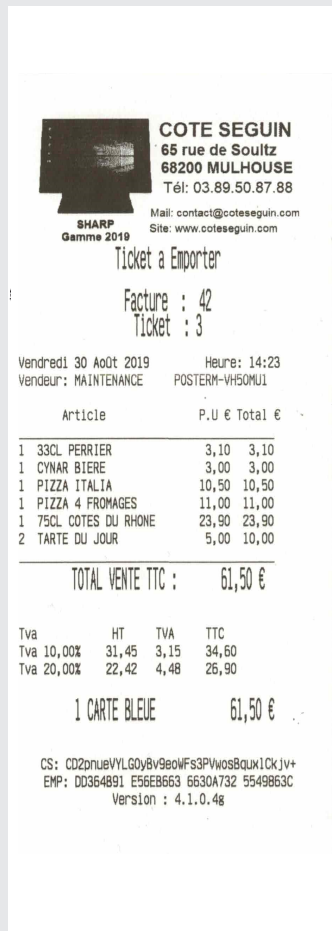 COTE SEGUIN
65 rue de Soultz
68200 MULHOUSE
Tél: 03.89.50.87.88
Mail: contact@coteseguin.com
Site: www.coteseguin.com
SHARP
Gamme 2019
Ticket a Emporter
Facture : 42
Ticket : 3
Vendredi 30 Août 2019 Heure: 14:23
Vendeur: MAINTENANCE POSTERM-VH50MU1
Article P.U € Total €
1 33CL PERRIER 3,10 3,10
1 CYNAR BIERE 3,00 3,00
1 PIZZA ITALIA 10,50 10,50
1 PIZZA 4 FROMAGES 11,00 11,00
1 75CL COTES DU RHONE 23,90 23,90
2 TARTE DU JOUR 5,00 10,00
TOTAL VENTE TTC : 61,50 €
Tva HT TVA TTC
Tva 10,00% 31,45 3,15 34,60
Tva 20,00% 22,42 4,48 26,90
1 CARTE BLEUE 61,50 €
CS: CD2pnueVYLGOyBv9eoWFs3PVwosBquxlCkjv+
EMP: DD364B91 E56EB663 6630A732 5549B63C
Version : 4.1.0.4g